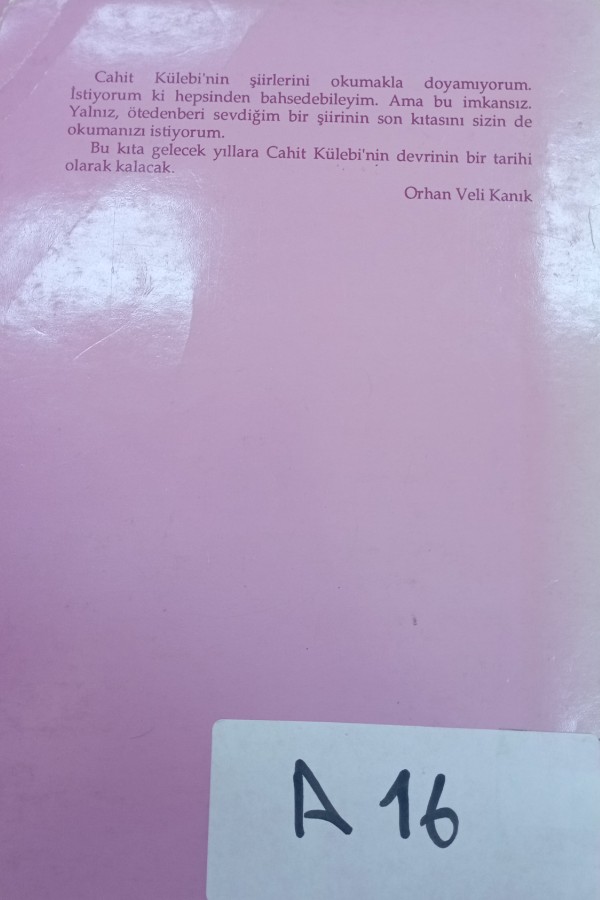 Cahit Külebi'nin şiirlerini okumakla doyamıyorum.
İstiyorum ki hepsinden bahsedebileyim. Ama bu imkansız.
Yalnız, ötedenberi sevdiğim bir şiirinin son kıtasını sizin de
okumanızı istiyorum.
Bu kıta gelecek yıllara Cahit Külebi'nin devrinin bir tarihi
olarak kalacak.
Orhan Veli Kanık
A 16